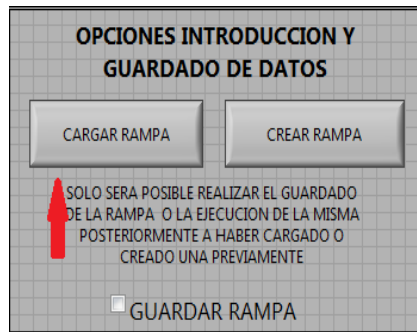 OPCIONES INTRODUCCION Y
GUARDADO DE DATOS
CARGAR RAMPA
CREAR RAMPA
SOLO SERA POSIBLE REALIZAR EL GUARDADO
DE LA RAMPA O LA EJECUCION DE LA MISMA
POSTERIORMENTE A HABER CARGADO O
CREADO UNA PREVIAMENTE
GUARDAR RAMPA